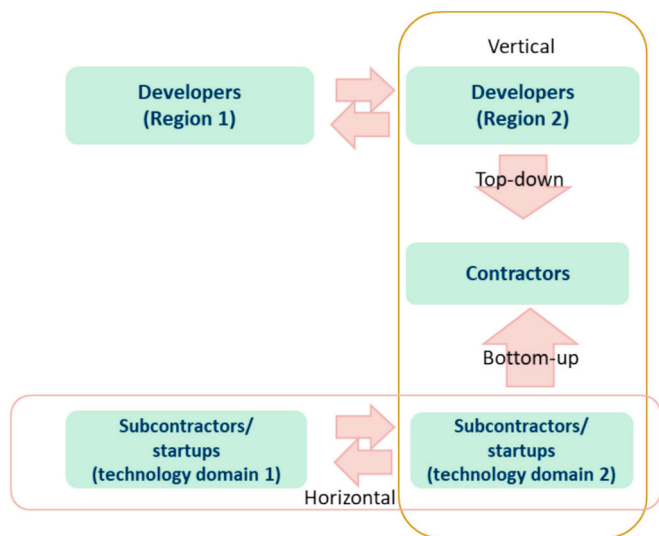 Vertical
Developers
(Region 1)
Developers
(Region 2)
Top-down
Contractors
Bottom-up
Subcontractors/
startups
(technology domain 1)
Subcontractors/
startups
(technology domain 2)
Horizontal